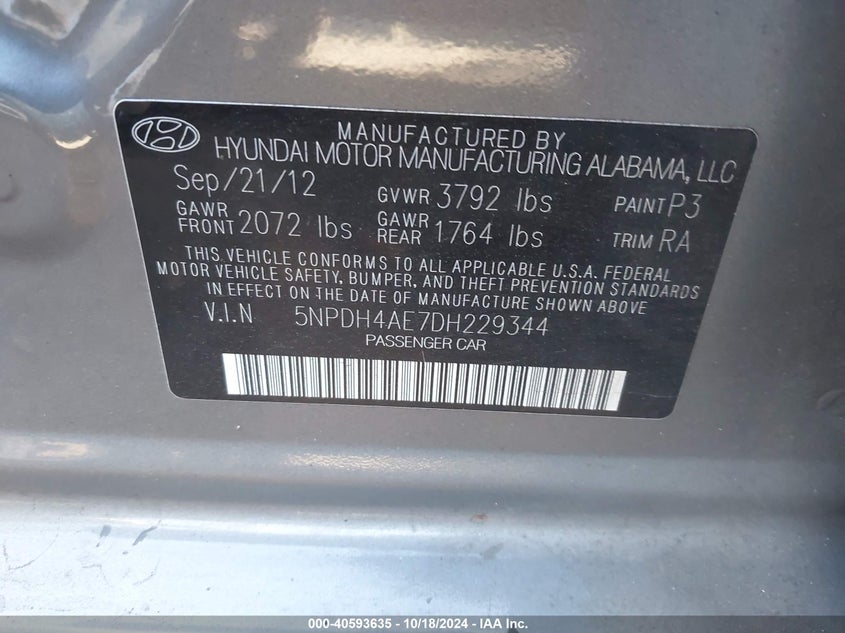 MANUFACTURED BY
HYUNDAI MOTOR MANUFACTURING ALABAMA, LLC
Sep/21/12 GVWR 3792 lbs PAINT P3
GAWR FRONT 2072 lbs GAWR REAR 1764 lbs TRIM RA
THIS VEHICLE CONFORMS TO ALL APPLICABLE U.S.A. FEDERAL
MOTOR VEHICLE SAFETY, BUMPER, AND THEFT PREVENTION STANDARDS
IN EFFECT ON THE DATE OF MANUFACTURE SHOWN ABOVE
V.I.N 5NPDH4AE7DH229344
PASSENGER CAR
000-40593635 - 10/18/2024 - IAA Inc.